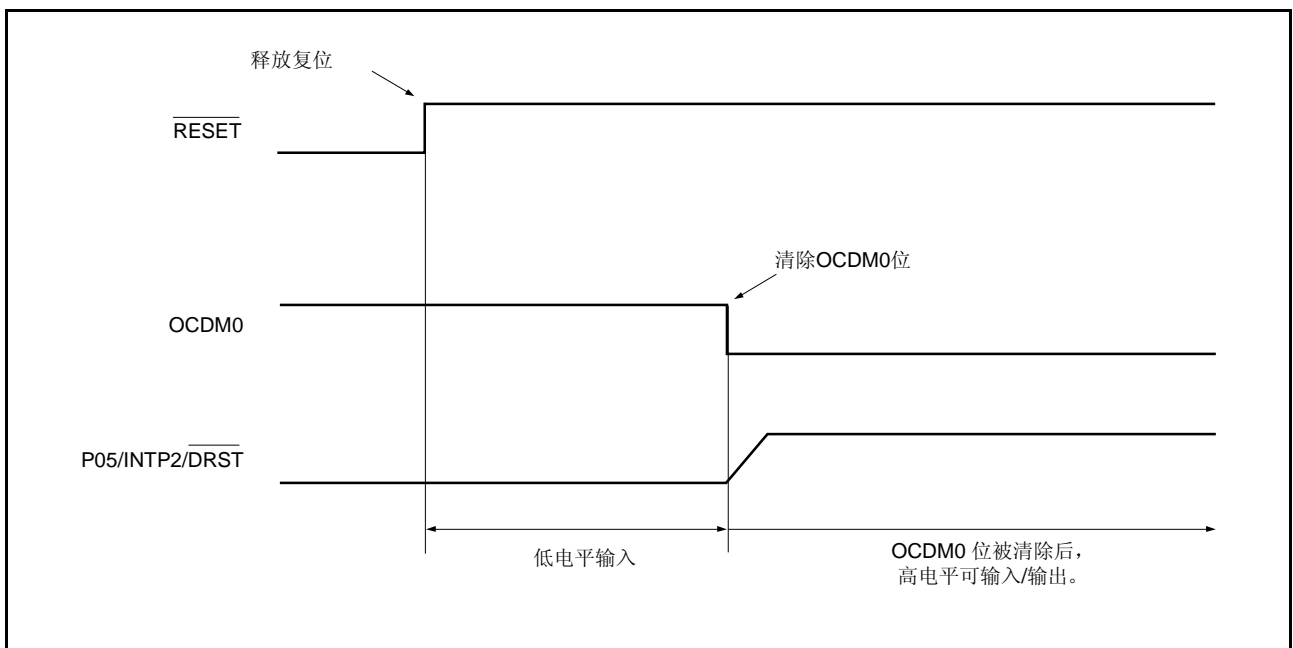 释放复位
RESET
清除OCDM0位
OCDM0
P05/INTP2/DRST
低电平输入
OCDM0 位被清除后，
高电平可输入/输出。